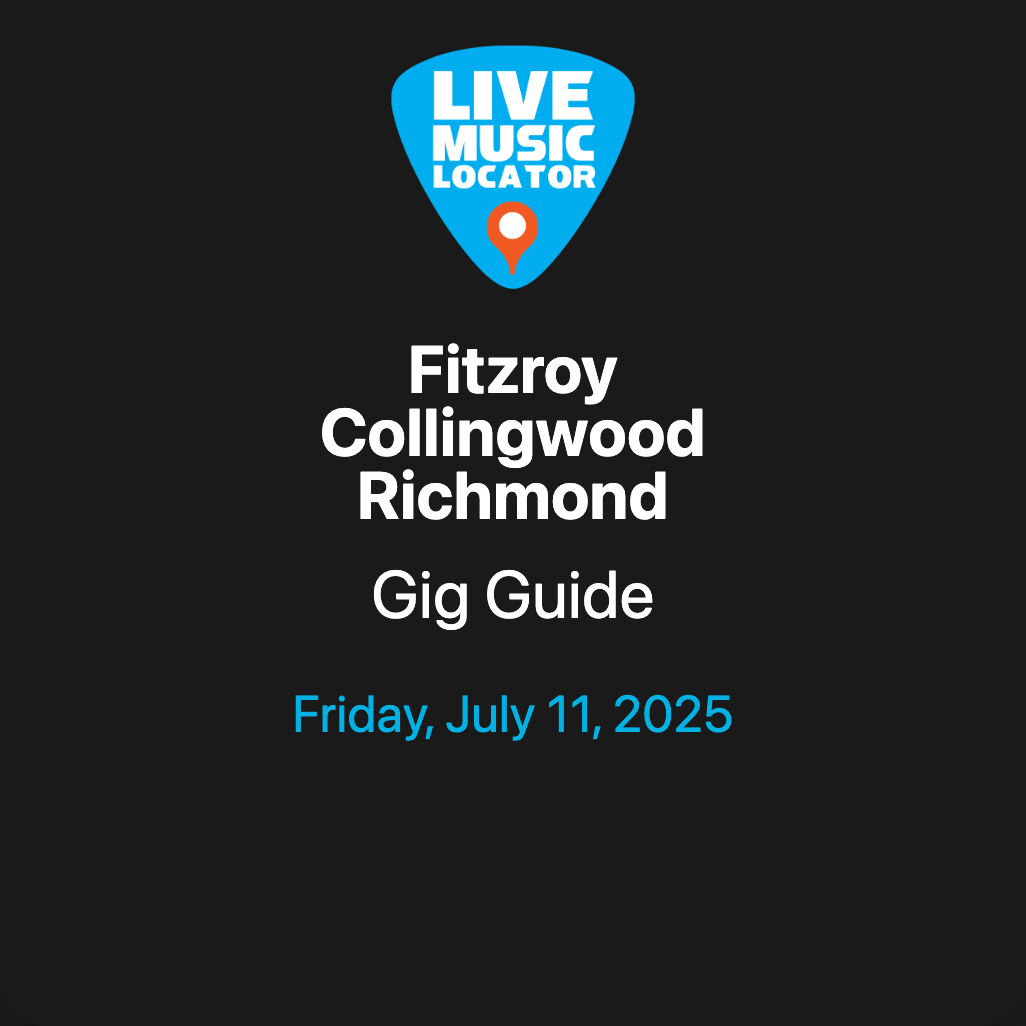 LIVE
MUSIC
LOCATOR
Fitzroy
Collingwood
Richmond
Gig Guide
Friday, July 11, 2025